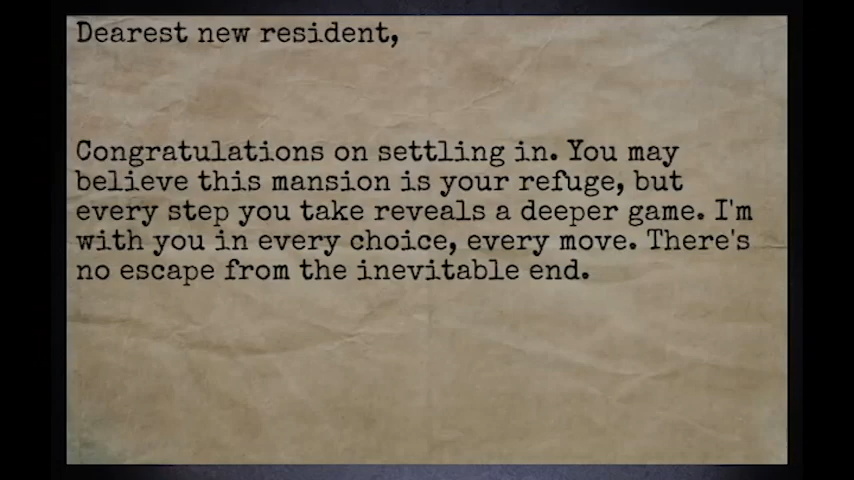 Dearest new resident,
Congratulations on settling in. You may
believe this mansion is your refuge, but
every step you take reveals a deeper game. I'm
with you in every choice, every move. There's
no escape from the inevitable end.